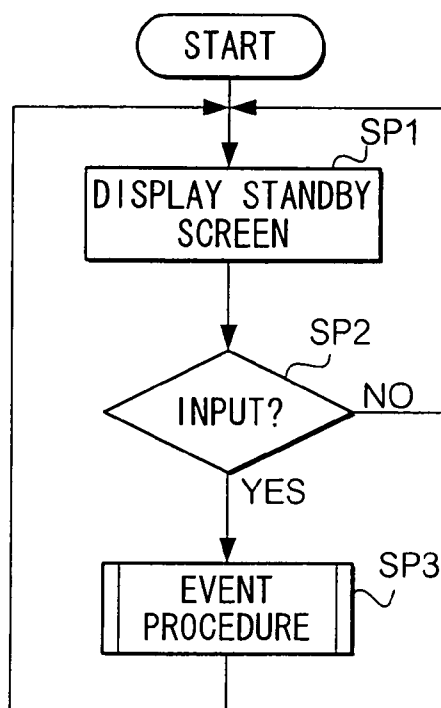 START
SP1
DISPLAY STANDBY
SCREEN
SP2
INPUT?
NO
YES
SP3
EVENT
PROCEDURE